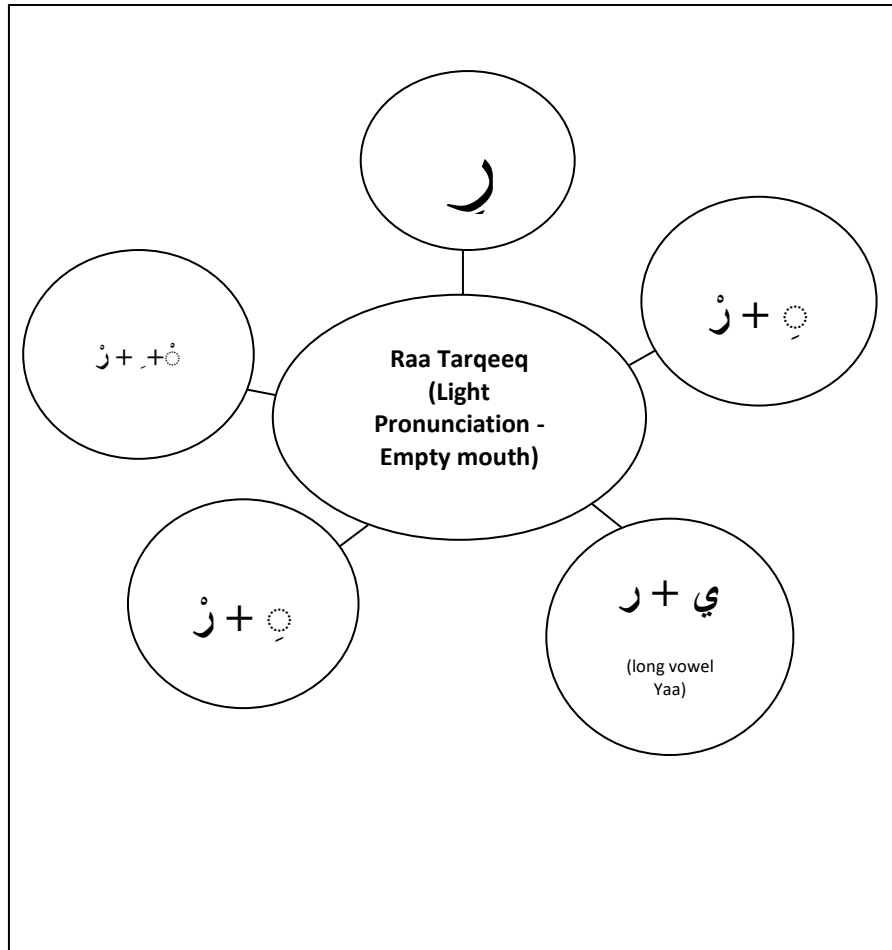 رِ
رْ + ◌ِ
رْ + ◌ِ + ◌ْ
Raa Tarqeeq
(Light
Pronunciation -
Empty mouth)
رْ + ◌ِ
ر + ي
(long vowel
Yaa)